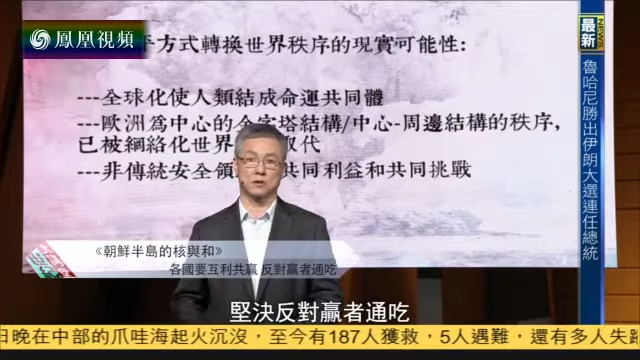 鳳凰視頻
平方式轉換世界秩序的現實可能性:
---全球化使人類結成命運共同體
---歐洲為中心的金字塔結構/中心-周邊結構的秩序,
已被網絡化世界 取代
---非傳統安全領 共同利益和共同挑戰
最新
NEWS
魯哈尼勝出伊朗大選連任總統
《朝鮮半島的核與和》
各國要互利共贏 反對贏者通吃
堅決反對贏者通吃
日晚在中部的爪哇海起火沉沒,至今有187人獲救,5人遇難,還有多人失蹤